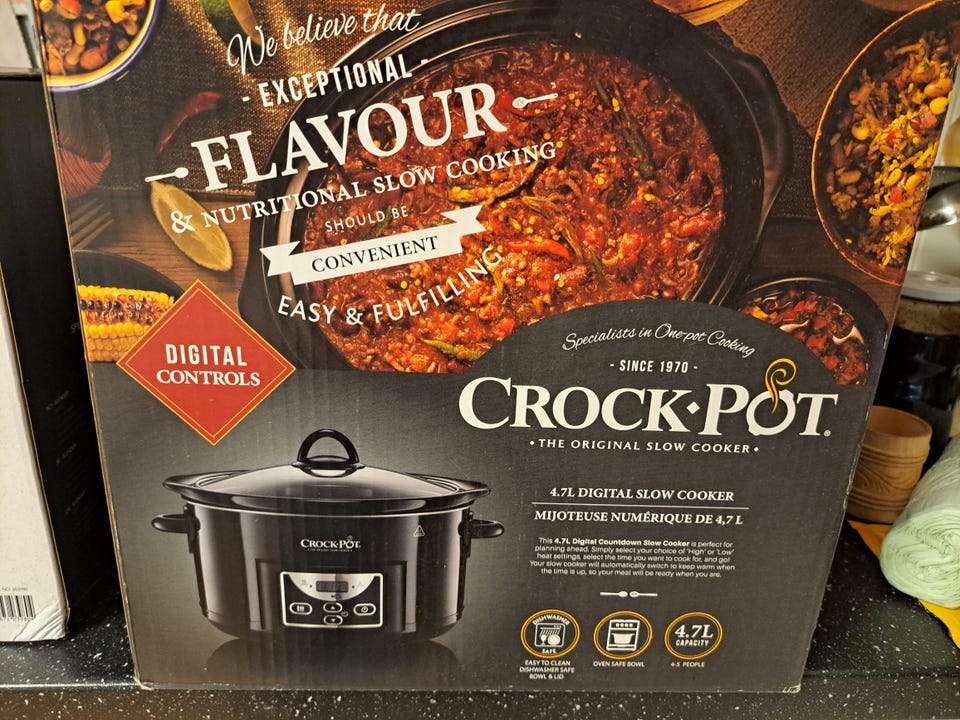 We believe that
- EXCEPTIONAL -
FLAVOUR
& NUTRITIONAL SLOW COOKING
SHOULD BE
CONVENIENT
EASY & FULFILLING
DIGITAL
CONTROLS
Specialists in One-pot Cooking
- SINCE 1970 -
CROCK·POT®
• THE ORIGINAL SLOW COOKER •
4.7L DIGITAL SLOW COOKER
MIJOTEUSE NUMÉRIQUE DE 4,7 L
This 4.7L Digital Countdown Slow Cooker is perfect for
planning ahead. Simply select your choice of 'High' or 'Low'
heat settings, select the time you want to cook for, and go!
Your slow cooker will automatically switch to keep warm when
the time is up, so your meal will be ready when you are.
CROCK·POT
• THE ORIGINAL SLOW COOKER •
DISHWASHER
SAFE
EASY TO CLEAN
DISHWASHER SAFE
BOWL & LID
OVEN SAFE BOWL
4.7L
CAPACITY
4-5 PEOPLE